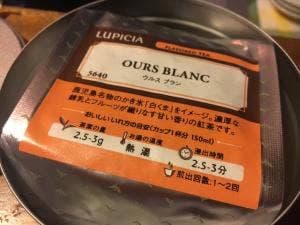 LUPICIA
FLAVORED TEA
OURS BLANC
5640
ウルス ブラン
鹿児島名物のかき氷「白くま」をイメージ。濃厚な
練乳とフルーツが織りなす甘い香りの紅茶です。
おいしいいれ方の目安《カップ1杯分 150ml》
茶葉の量
2.5-3g
お湯の温度
熱湯
浸出時間
2.5-3分
煎出回数:1〜2回